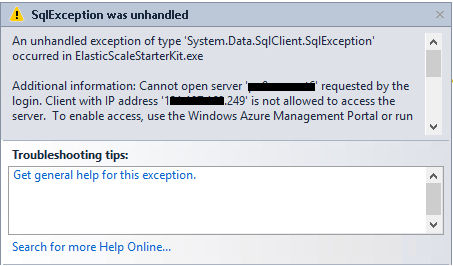 SqlException was unhandled
An unhandled exception of type 'System.Data.SqlClient.SqlException'
occurred in ElasticScaleStarterKit.exe
Additional information: Cannot open server ' ' requested by the
login. Client with IP address '1 .249' is not allowed to access the
server. To enable access, use the Windows Azure Management Portal or run
Troubleshooting tips:
Get general help for this exception.
Search for more Help Online...